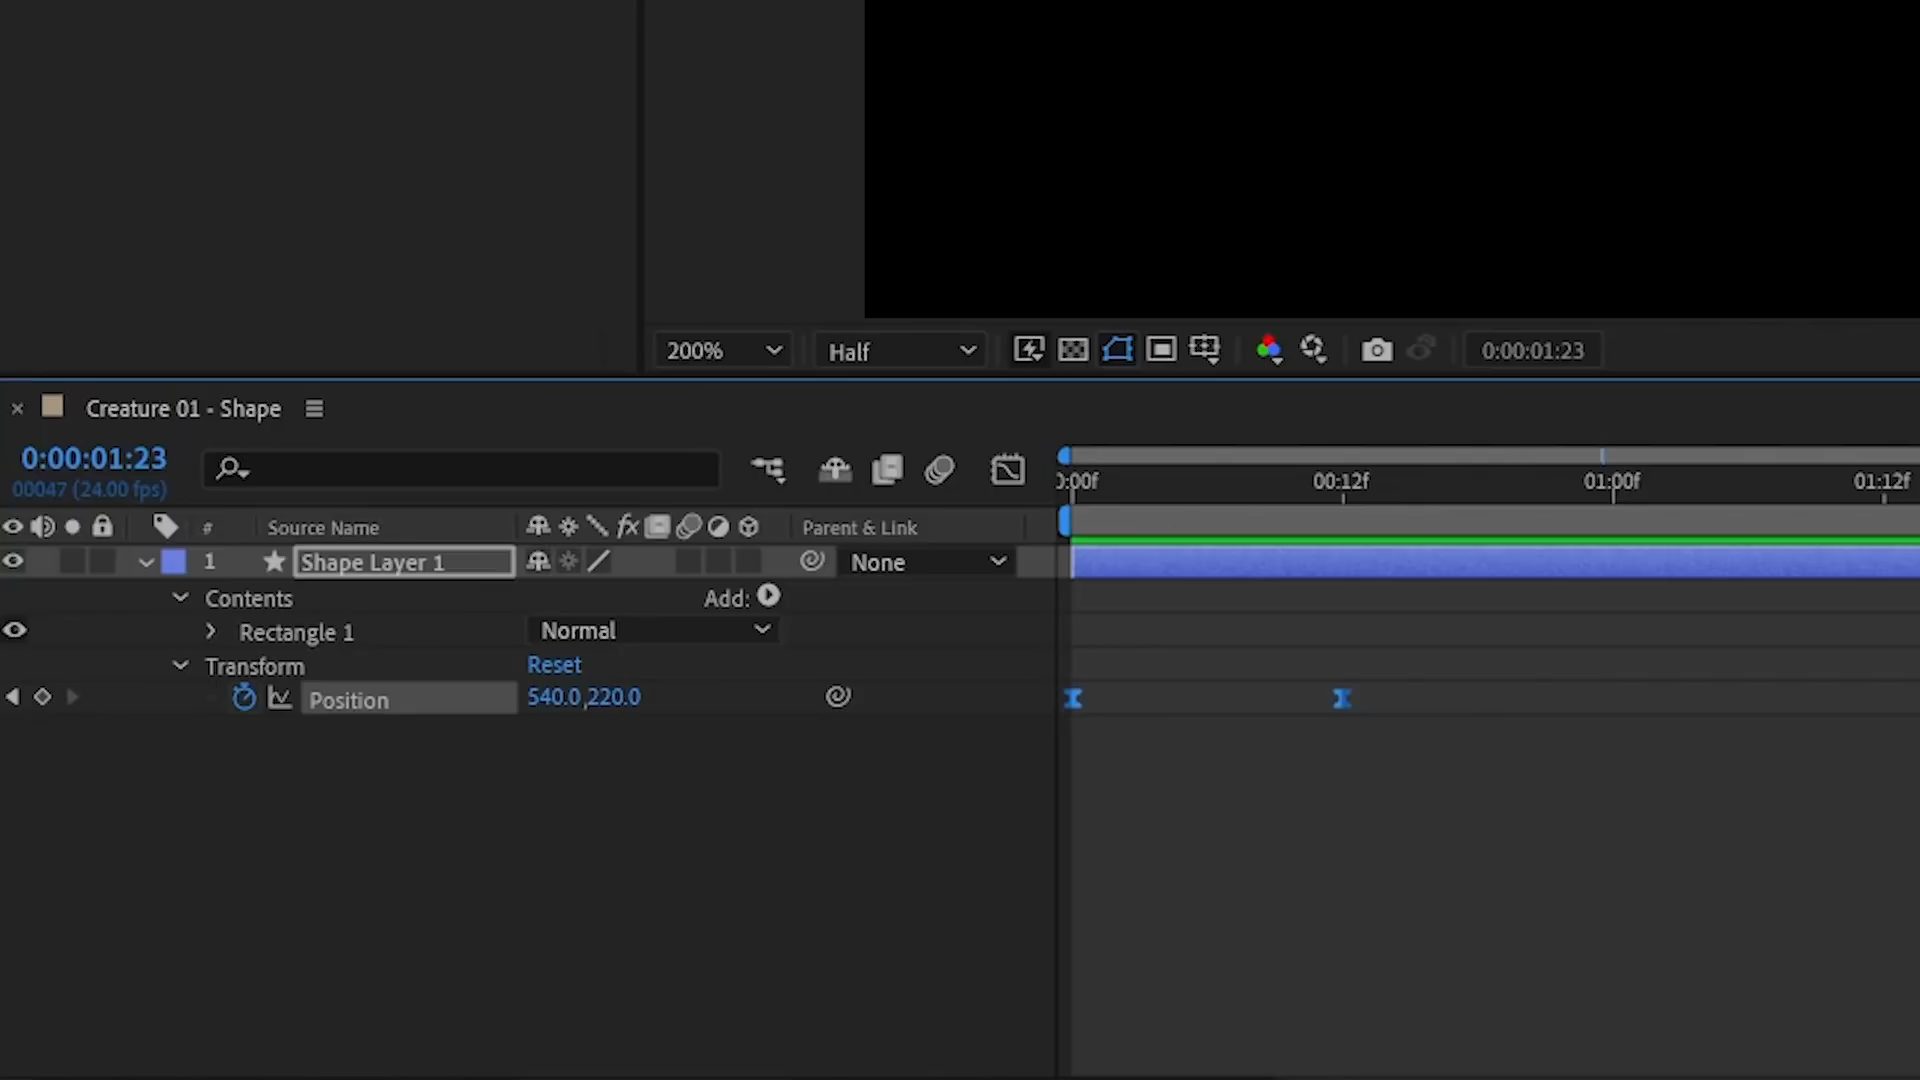 200%
Half
0:00:01:23
Creature 01 - Shape
0:00:01:23
00047 (24.00 fps)
0:00f
00:12f
01:00f
01:12f
#
Source Name
fx
Parent & Link
1
Shape Layer 1
None
Contents
Add:
Rectangle 1
Normal
Transform
Reset
Position
540.0,220.0